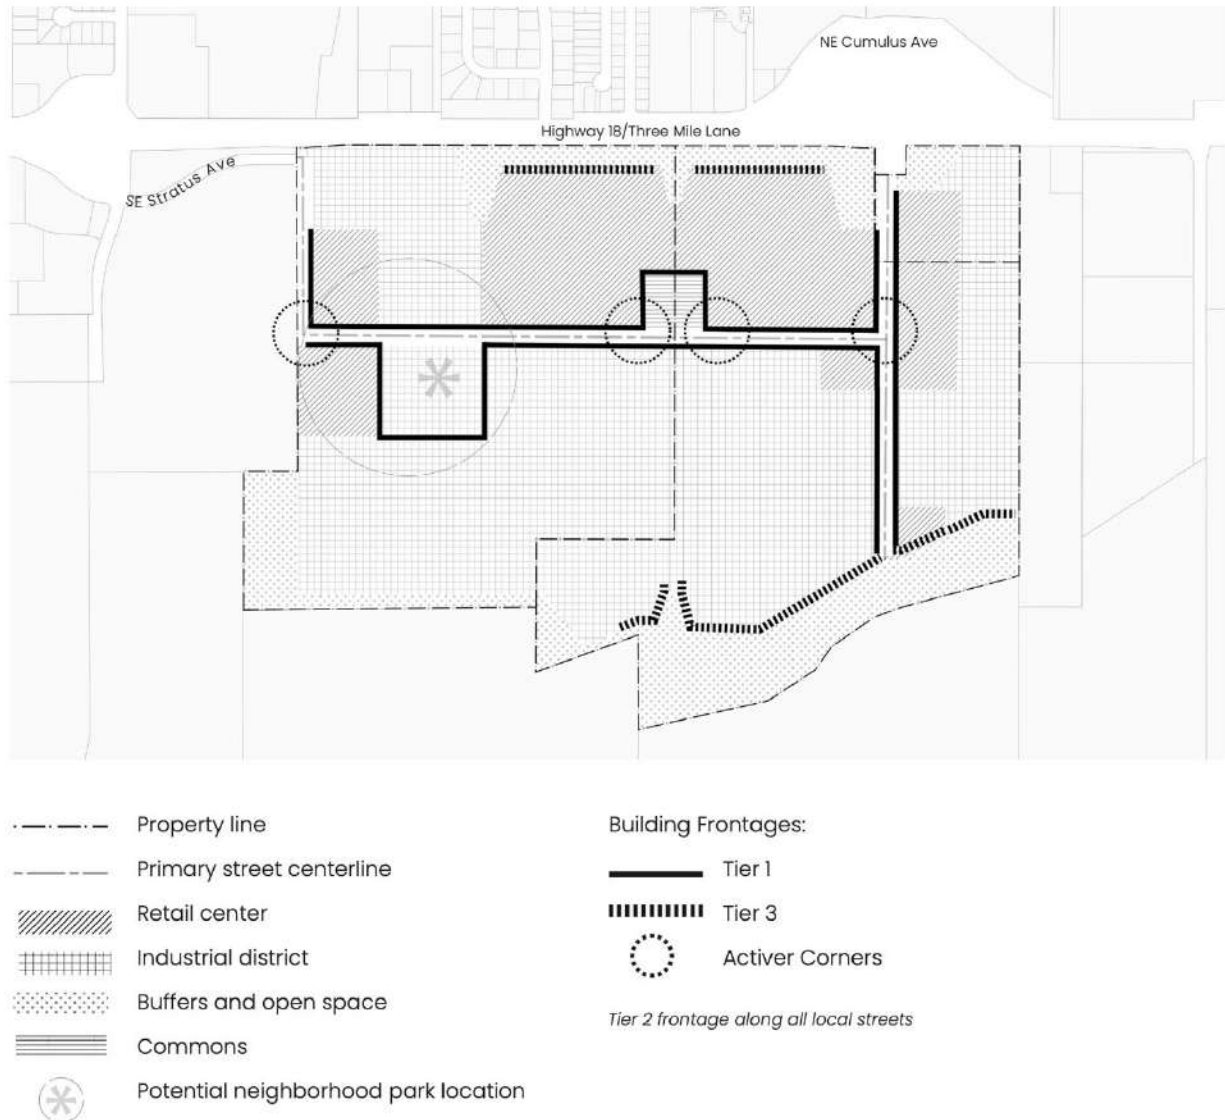 NE Cumulus Ave
Highway 18/Three Mile Lane
SE Stratus Ave
Property line
Primary street centerline
Retail center
Industrial district
Buffers and open space
Commons
Potential neighborhood park location
Building Frontages:
Tier 1
Tier 3
Activer Corners
Tier 2 frontage along all local streets